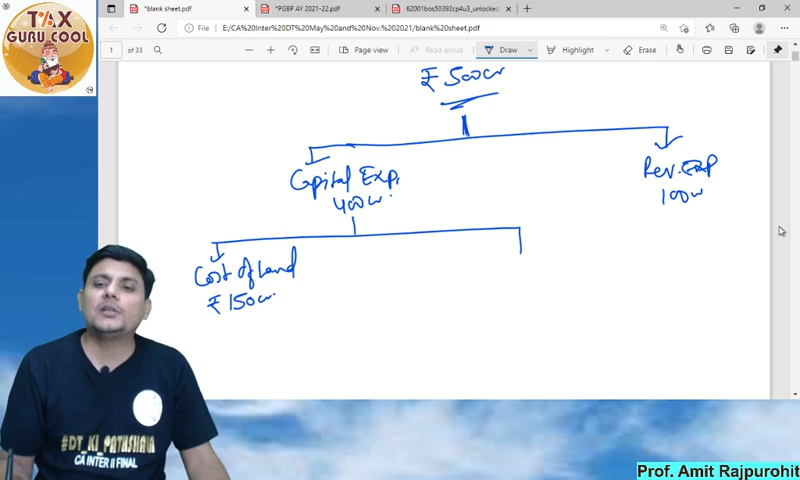 TAX
GURU COOL
*blank sheet.pdf
*PGBP AY 2021-22.pdf
62001bos50392cp4u3_unlocked
File
E:/CA%20Inter%20DT%20May%20and%20Nov.%202021/blank%20sheet.pdf
1
of 33
Page view
Draw
Highlight
Erase
₹ 500cr
Capital Exp.
400cr.
Rev. Exp
100cr
Cost of Land
₹ 150cr.
#DT_KI_PATHSHALA
CA INTER II FINAL
Prof. Amit Rajpurohit